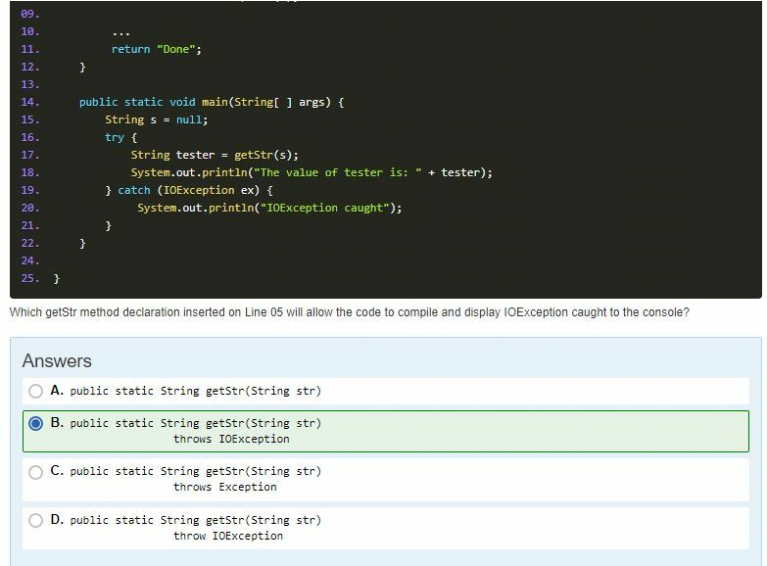 09.
10.            ...
11.            return "Done";
12.        }
13.
14.        public static void main(String[ ] args) {
15.            String s = null;
16.            try {
17.                String tester = getStr(s);
18.                System.out.println("The value of tester is: " + tester);
19.            } catch (IOException ex) {
20.                 System.out.println("IOException caught");
21.            }
22.        }
24.
25.    }
Which getStr method declaration inserted on Line 05 will allow the code to compile and display IOException caught to the console?
Answers
A. public static String getStr(String str)
B. public static String getStr(String str)
throws IOException
C. public static String getStr(String str)
throws Exception
D. public static String getStr(String str)
throw IOException